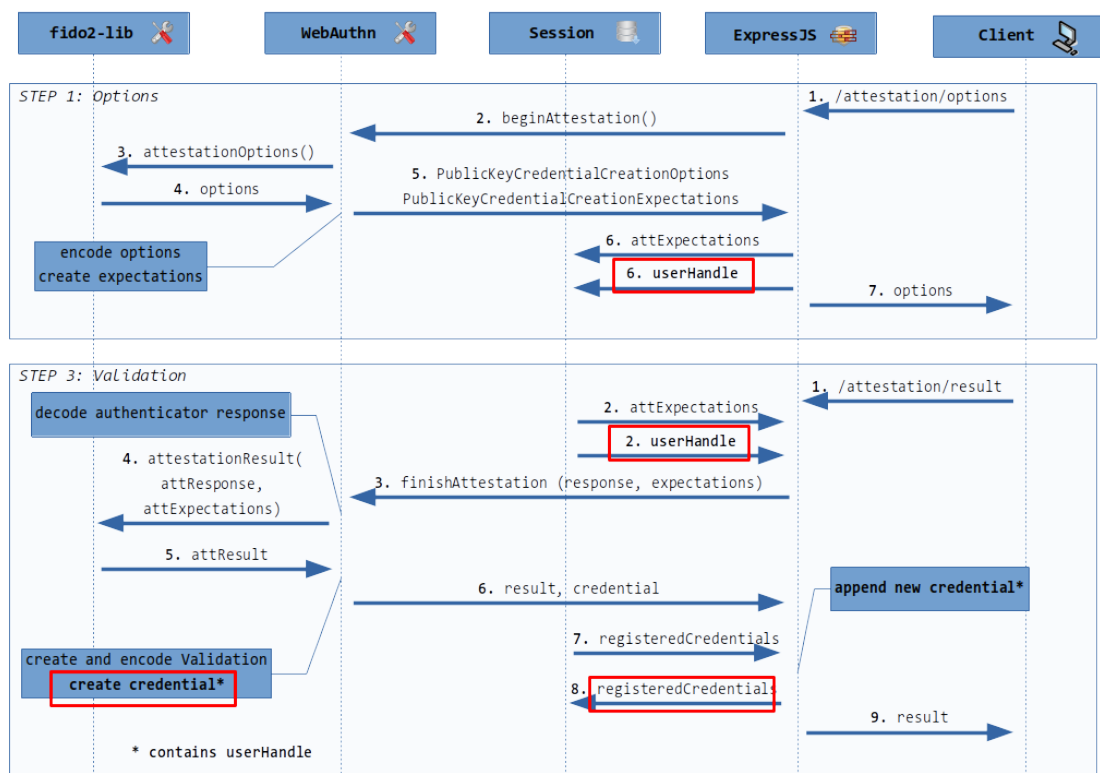 fido2-lib
WebAuthn
Session
ExpressJS
Client
STEP 1: Options
1. /attestation/options
2. beginAttestation()
3. attestationOptions()
4. options
5. PublicKeyCredentialCreationOptions
PublicKeyCredentialCreationExpectations
encode options
create expectations
6. attExpectations
6. userHandle
7. options
STEP 3: Validation
1. /attestation/result
decode authenticator response
2. attExpectations
2. userHandle
4. attestationResult(
attResponse,
attExpectations)
3. finishAttestation (response, expectations)
5. attResult
6. result, credential
append new credential*
7. registeredCredentials
create and encode Validation
create credential*
8. registeredCredentials
9. result
* contains userHandle